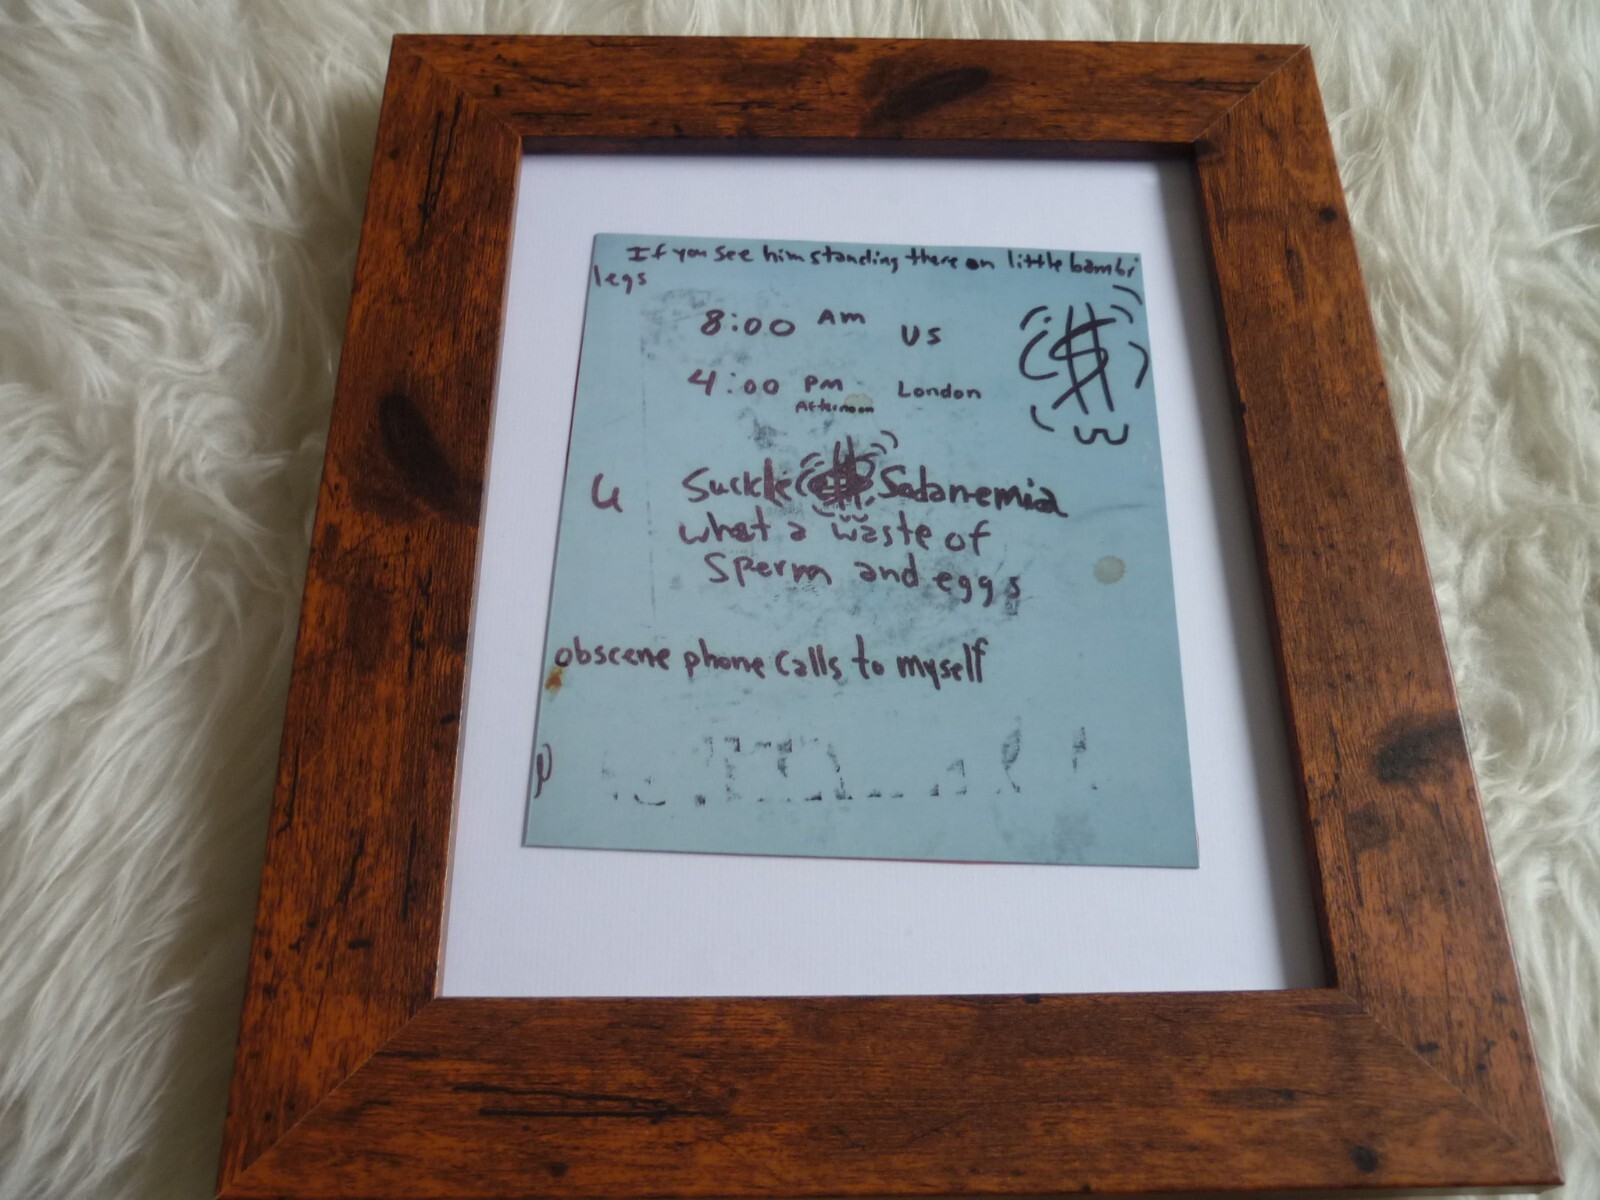 If you see him standing there on little bambi
legs
8:00 AM US
4:00 PM London
Afternoon
Suckle Sodanemia
what a waste of
Sperm and eggs
obscene phone calls to myself